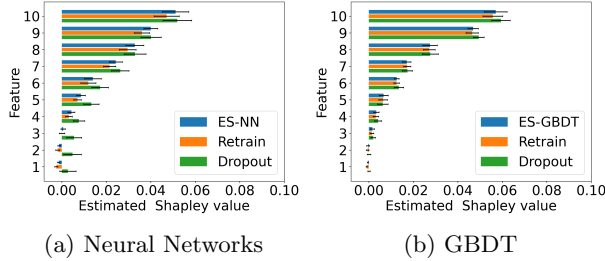 10
9
8
7
6
5
4
3
2
1
Feature
ES-NN
Retrain
Dropout
0.00 0.02 0.04 0.06 0.08 0.10
Estimated Shapley value
(a) Neural Networks
10
9
8
7
6
5
4
3
2
1
Feature
ES-GBDT
Retrain
Dropout
0.00 0.02 0.04 0.06 0.08 0.10
Estimated Shapley value
(b) GBDT